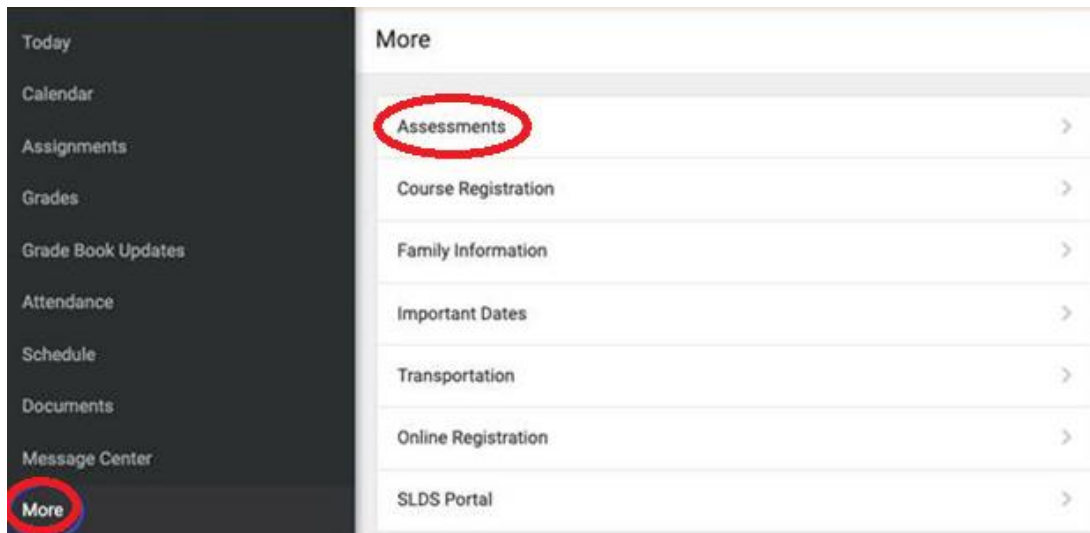 Today
Calendar
Assignments
Grades
Grade Book Updates
Attendance
Schedule
Documents
Message Center
More
More
Assessments
Course Registration
Family Information
Important Dates
Transportation
Online Registration
SLDS Portal